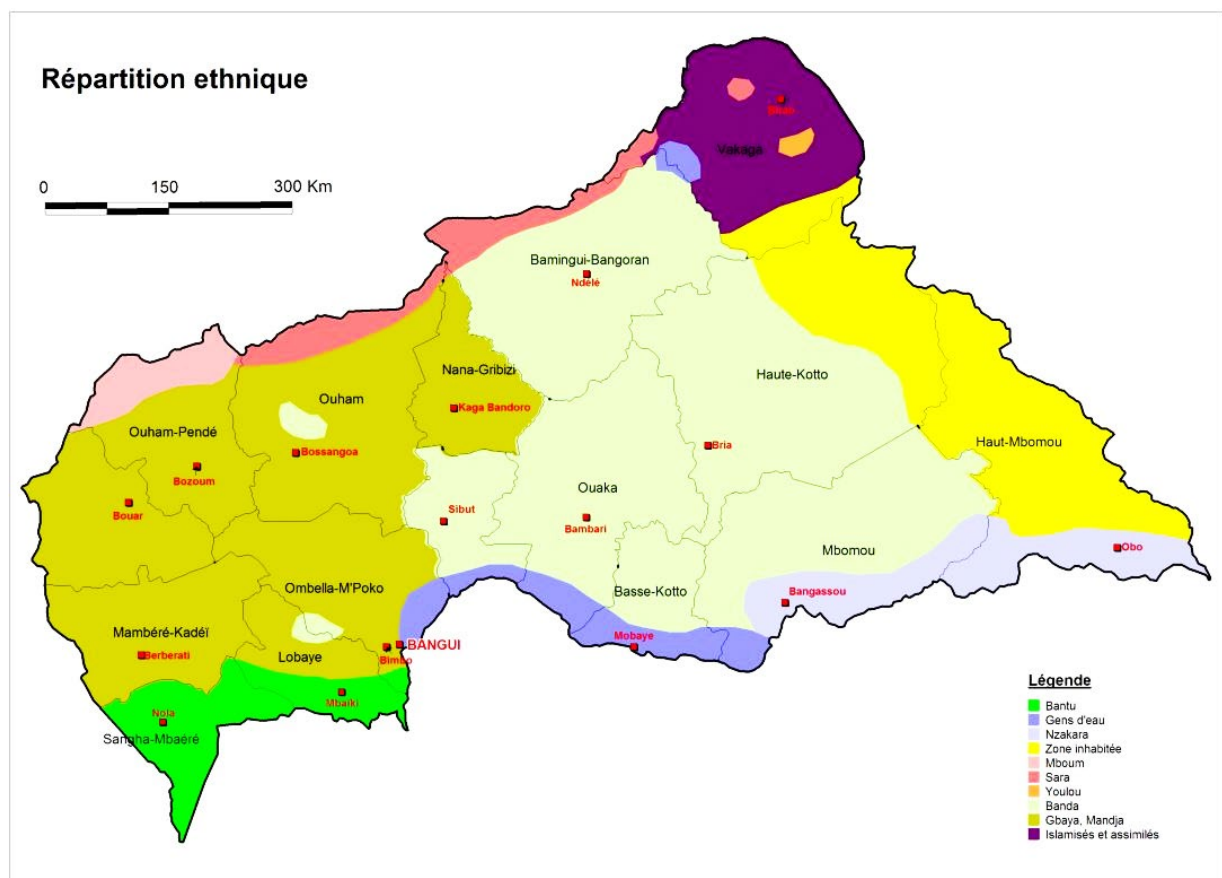 Répartition ethnique
0 150 300 Km
Birao
Vakaga
Bamingui-Bangoran
Ndélé
Nana-Gribizi
Haute-Kotto
Ouham
Kaga Bandoro
Ouham-Pendé
Bossangoa
Bria
Haut-Mbomou
Bozoum
Ouaka
Bouar
Sibut
Bambari
Mbomou
Obo
Ombella-M'Poko
Basse-Kotto
Bangassou
Mambéré-Kadéï
BANGUI
Mobaye
Berberati
Lobaye
Bimbo
Mbaïki
Nola
Sangha-Mbaéré
Légende
Bantu
Gens d'eau
Nzakara
Zone inhabitée
Mboum
Sara
Youlou
Banda
Gbaya, Mandja
Islamisés et assimilés